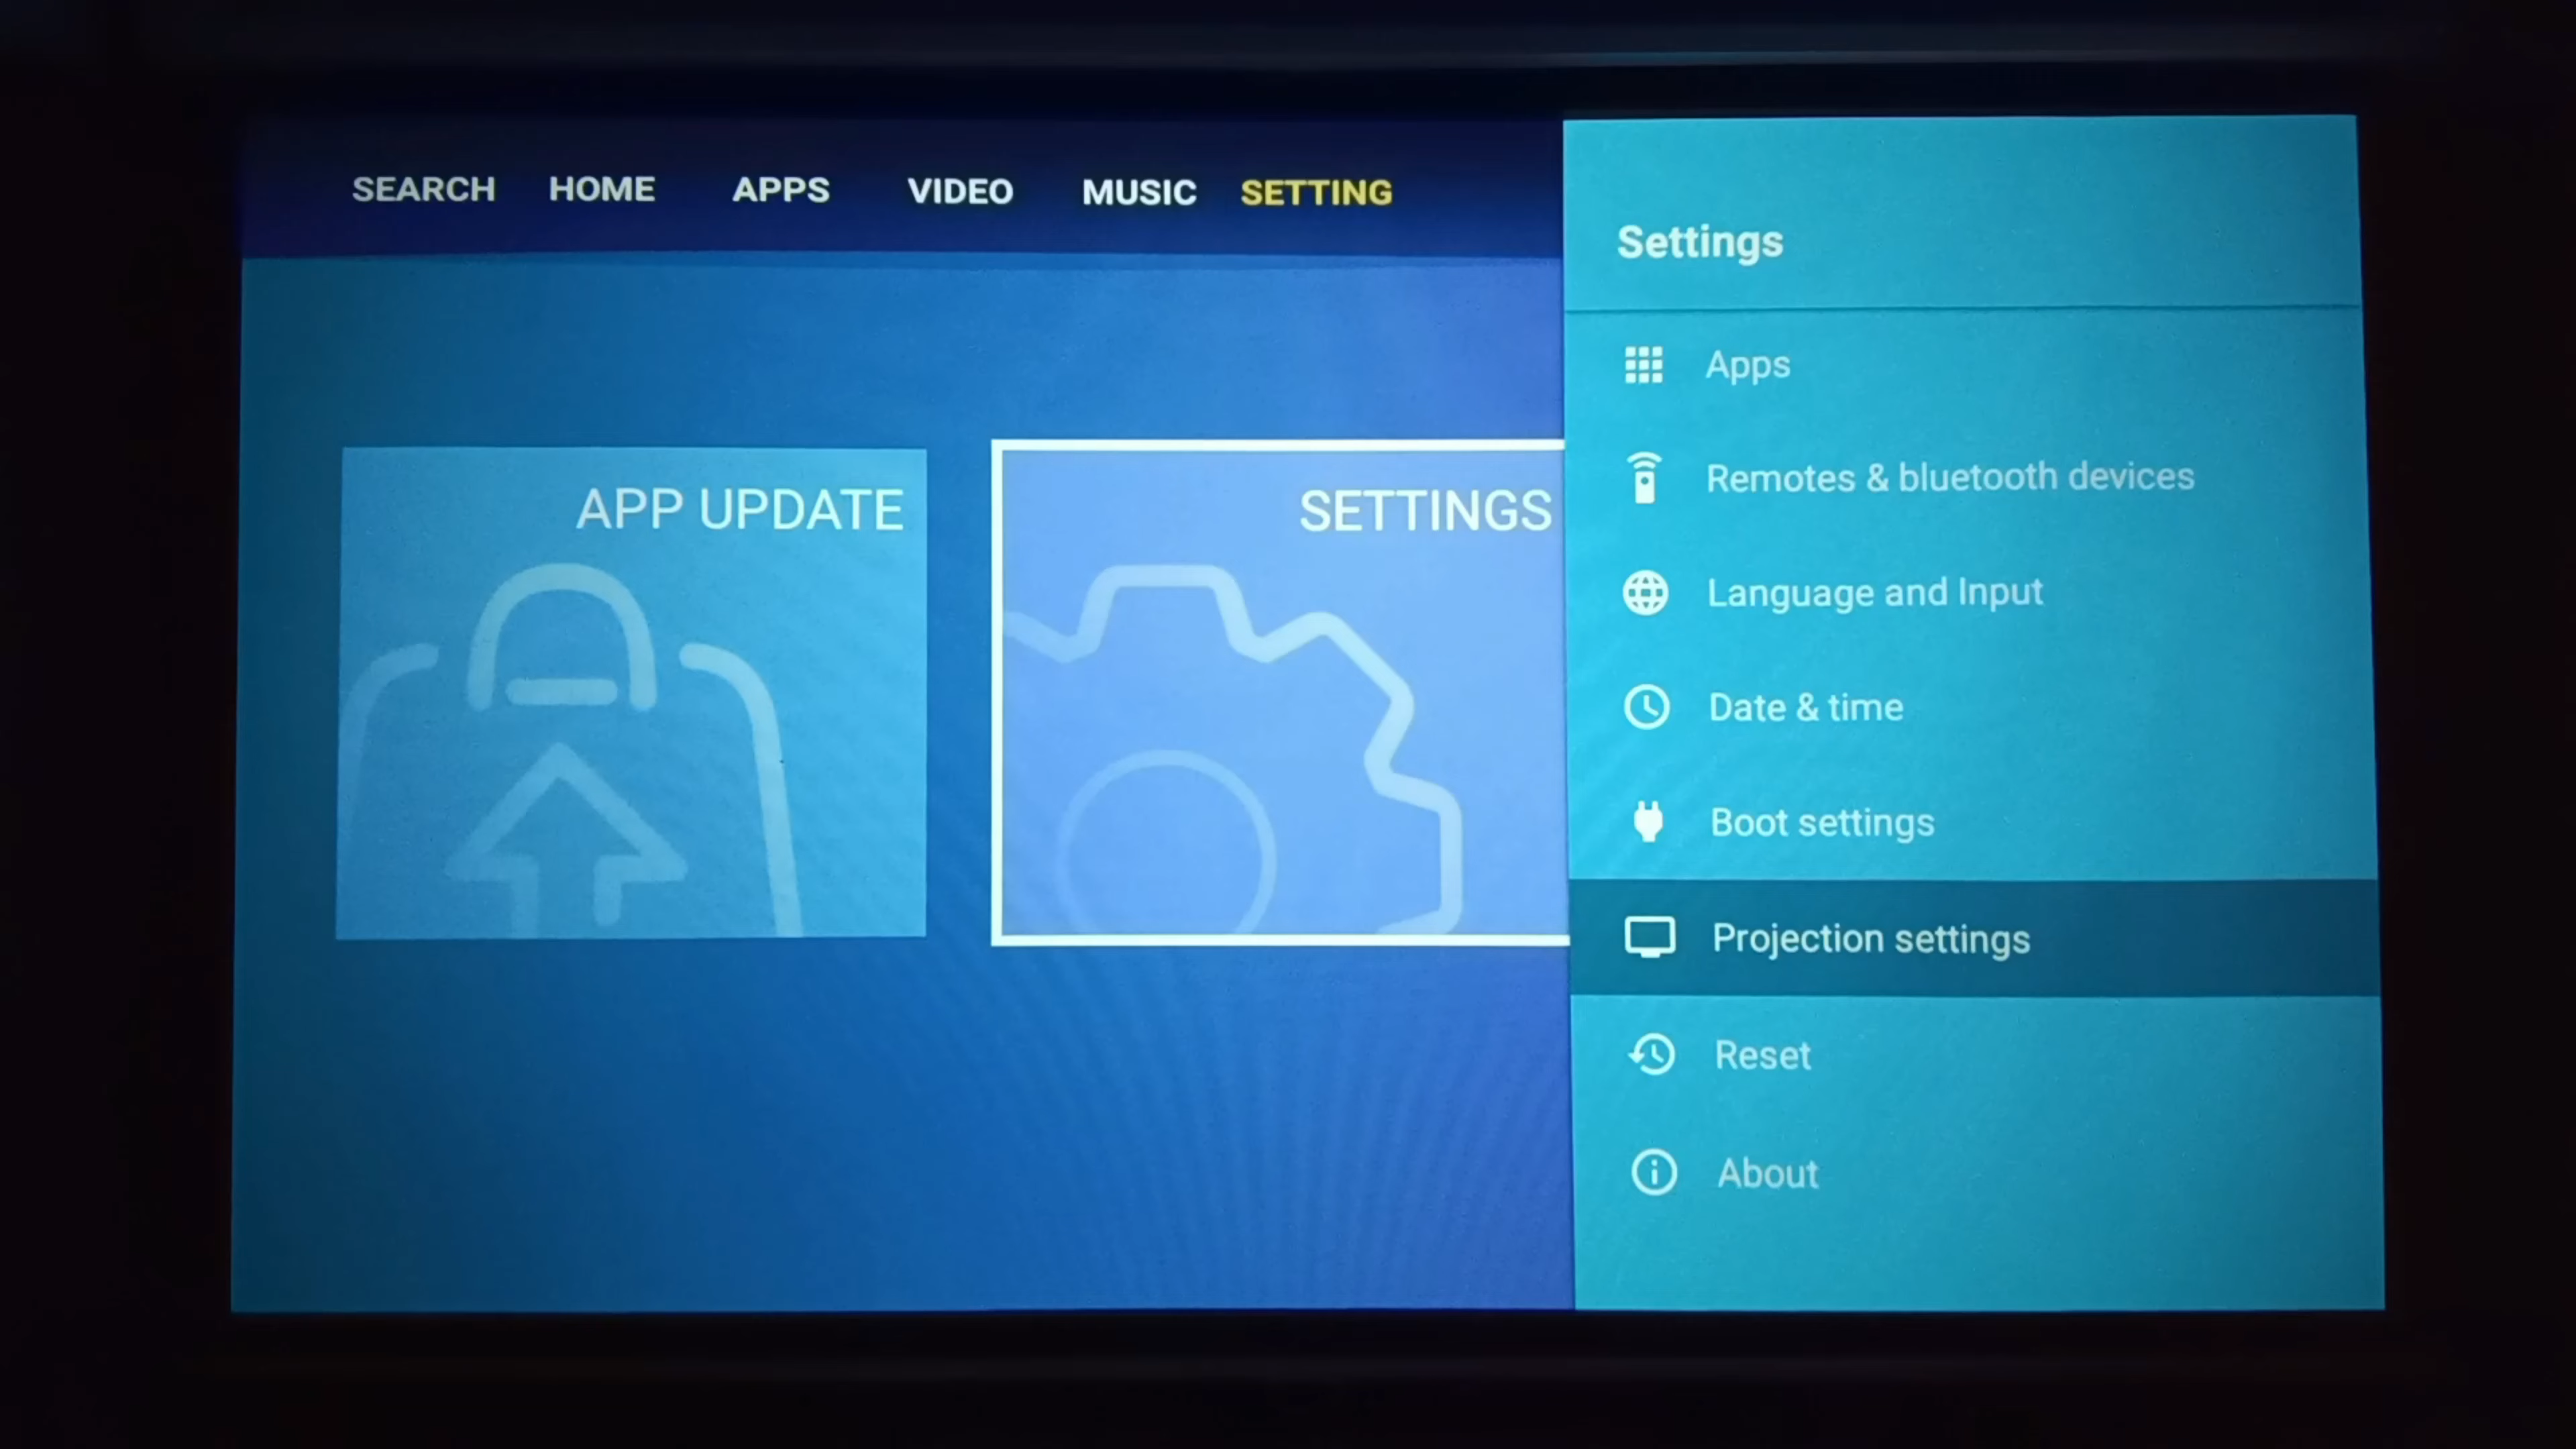 SEARCH HOME APPS VIDEO MUSIC SETTING
APP UPDATE
SETTINGS
Settings
Apps
Remotes & bluetooth devices
Language and Input
Date & time
Boot settings
Projection settings
Reset
About